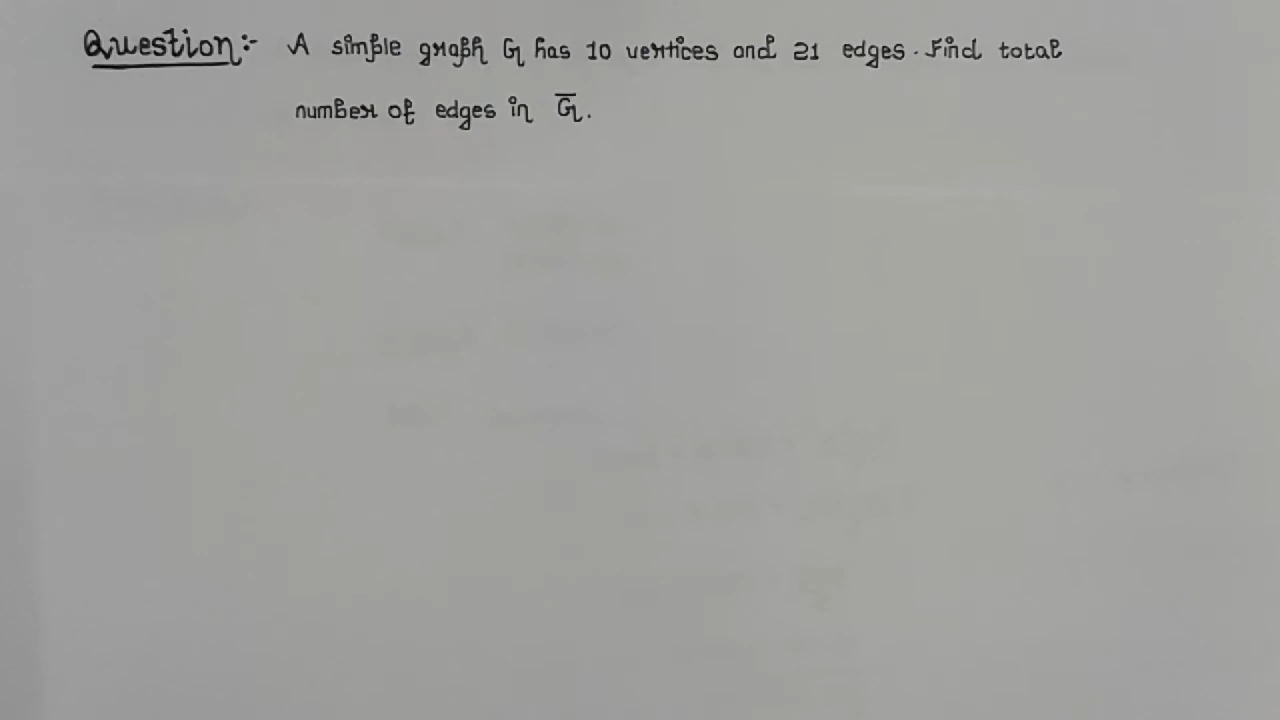 Question:- A simple graph G has 10 vertices and 21 edges. Find total
number of edges in G̅.